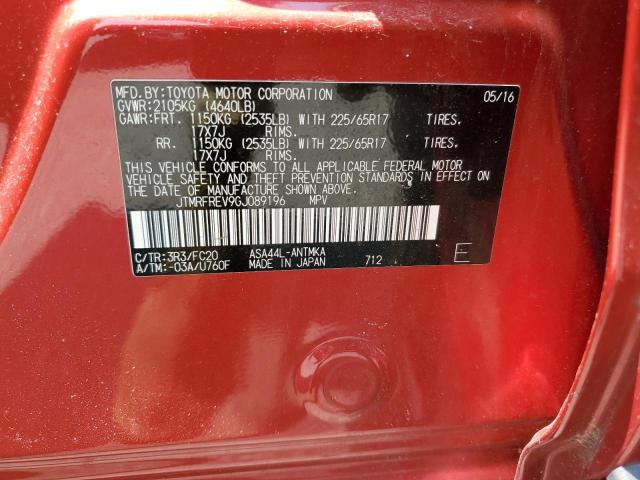 MFD.BY:TOYOTA MOTOR CORPORATION 05/16
GVWR:2105KG (4640LB)
GAWR:FRT. 1150KG (2535LB) WITH 225/65R17 TIRES.
17X7J RIMS.
RR. 1150KG (2535LB) WITH 225/65R17 TIRES.
17X7J RIMS.
THIS VEHICLE CONFORMS TO ALL APPLICABLE FEDERAL MOTOR
VEHICLE SAFETY AND THEFT PREVENTION STANDARDS IN EFFECT
ON THE DATE OF MANUFACTURE SHOWN ABOVE.
JTMRFREV9GJ089196 MPV
C/TR:3R3/FC20 ASA44L-ANTMKA
A/TM:-03A/U760F MADE IN JAPAN 712 E